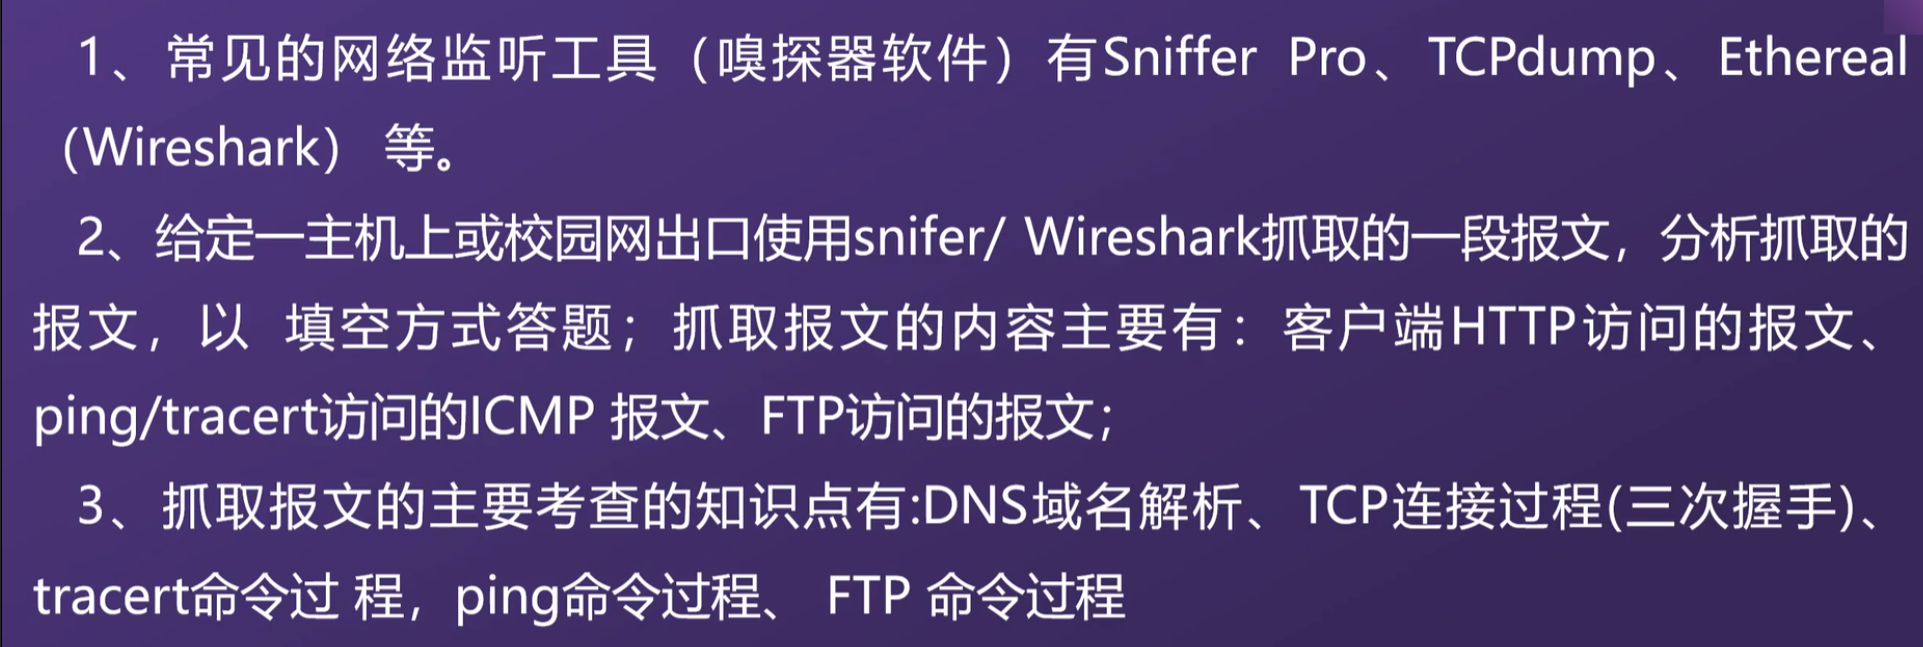 1、常见的网络监听工具（嗅探器软件）有Sniffer Pro、TCPdump、Ethereal
（Wireshark） 等。
2、给定一主机上或校园网出口使用snifer/ Wireshark抓取的一段报文，分析抓取的
报文，以 填空方式答题；抓取报文的内容主要有：客户端HTTP访问的报文、
ping/tracert访问的ICMP 报文、FTP访问的报文；
3、抓取报文的主要考查的知识点有:DNS域名解析、TCP连接过程(三次握手)、
tracert命令过 程，ping命令过程、 FTP 命令过程